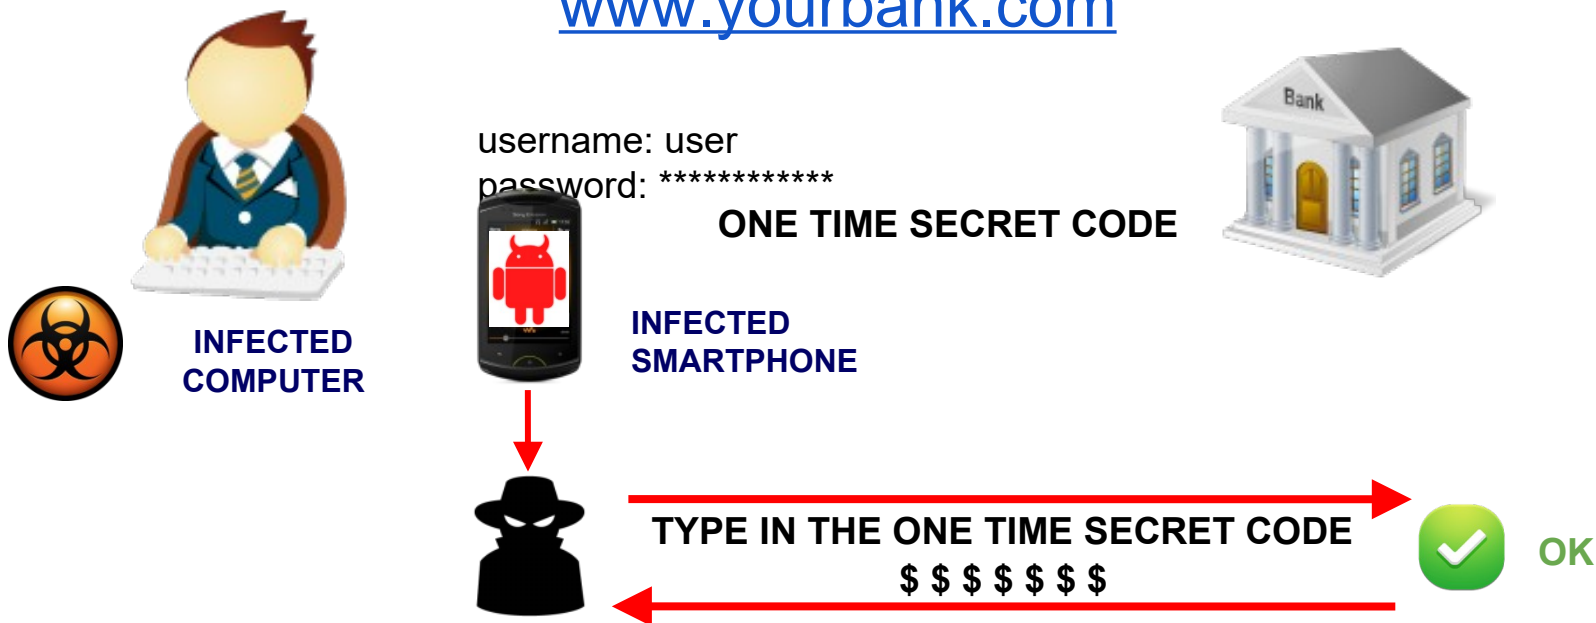 www.yourbank.com
Bank
username: user
password: ************
ONE TIME SECRET CODE
INFECTED
COMPUTER
INFECTED
SMARTPHONE
TYPE IN THE ONE TIME SECRET CODE
$ $ $ $ $ $ $
OK